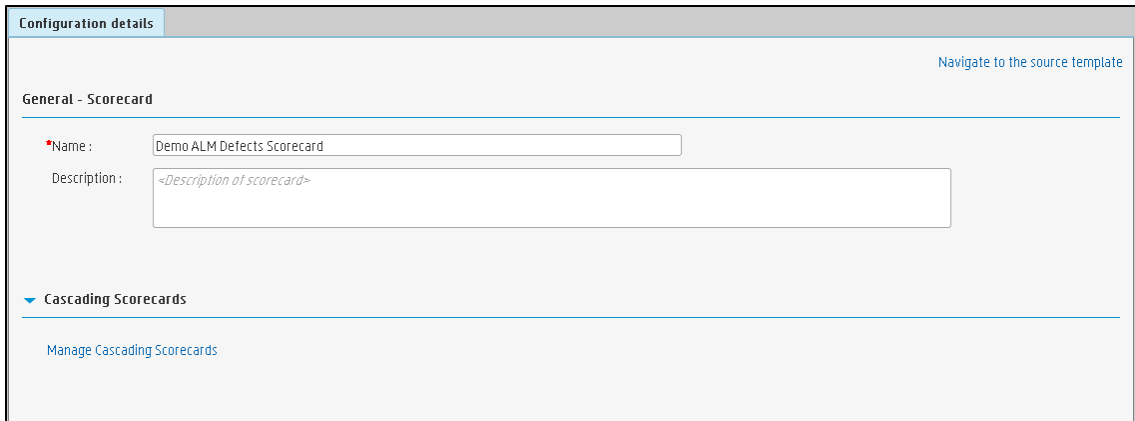 Configuration details
Navigate to the source template
General - Scorecard
*Name :
Demo ALM Defects Scorecard
Description :
<Description of scorecard>
Cascading Scorecards
Manage Cascading Scorecards